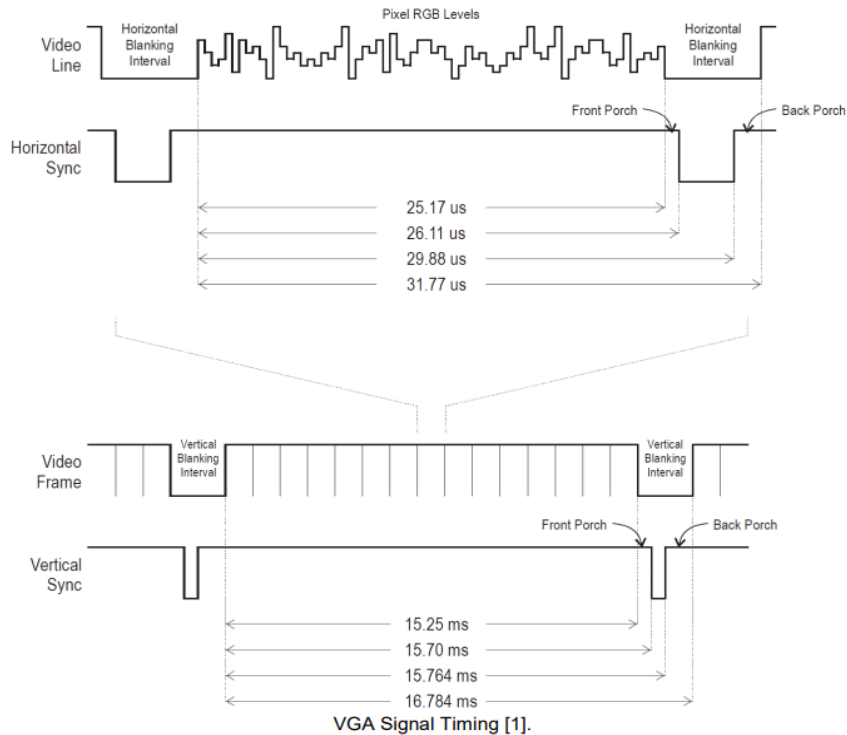 Pixel RGB Levels
Video
Line
Horizontal
Blanking
Interval
Horizontal
Blanking
Interval
Front Porch
Back Porch
Horizontal
Sync
25.17 us
26.11 us
29.88 us
31.77 us
Video
Frame
Vertical
Blanking
Interval
Vertical
Blanking
Interval
Front Porch
Back Porch
Vertical
Sync
15.25 ms
15.70 ms
15.764 ms
16.784 ms
VGA Signal Timing [1].